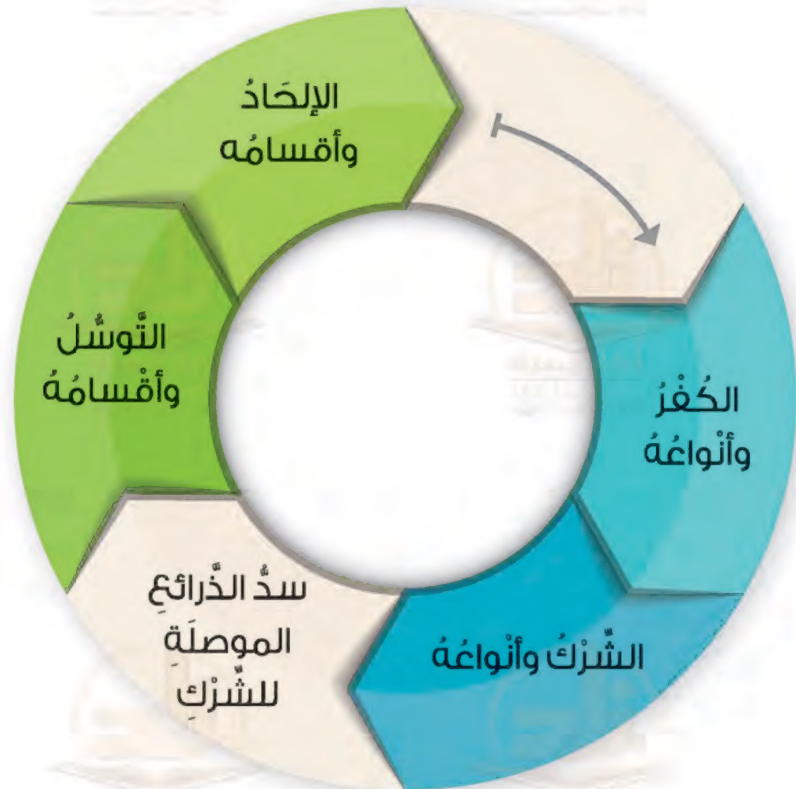 الكُفْرُ
وأنْواعُهُ
الشِّرْكُ وأنْواعُهُ
سدُّ الذَّرائعِ
الموصلَةِ
للشِّرْكِ
التَّوسُّلُ
وأقْسامُهُ
الإلحَادُ
وأقسامُه